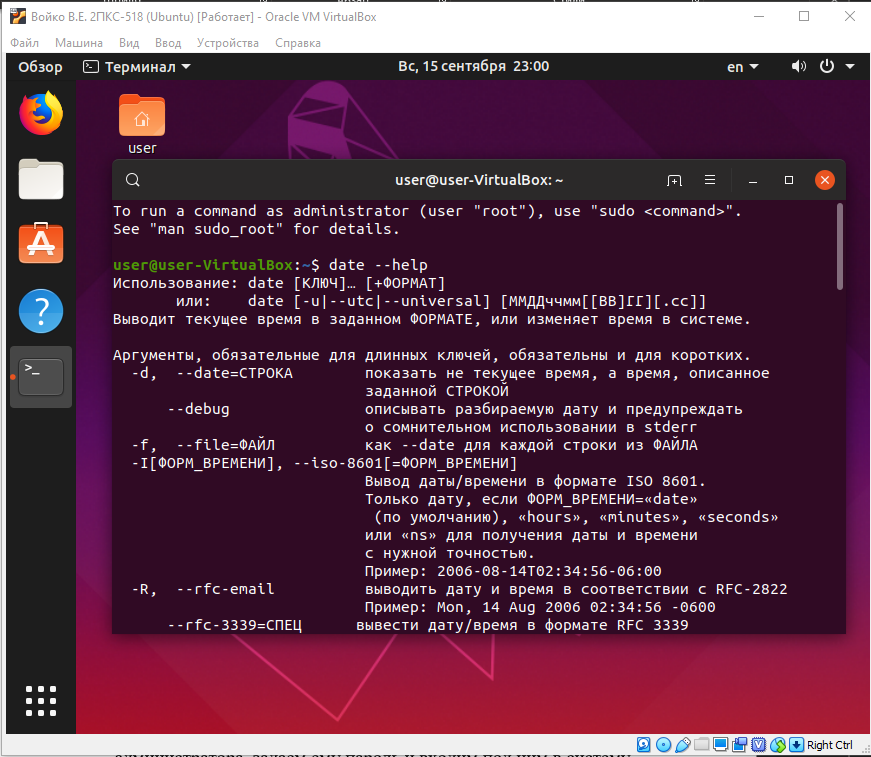 Войко В.Е. 2ПКС-518 (Ubuntu) [Работает] - Oracle VM VirtualBox
Файл Машина Вид Ввод Устройства Справка
Обзор Терминал Вс, 15 сентября 23:00 en
user
user@user-VirtualBox: ~
To run a command as administrator (user "root"), use "sudo <command>".
See "man sudo_root" for details.
user@user-VirtualBox:~$ date --help
Использование: date [КЛЮЧ]… [+ФОРМАТ]
или: date [-u|--utc|--universal] [ММДДччмм[[ВВ]ГГ][.сс]]
Выводит текущее время в заданном ФОРМАТЕ, или изменяет время в системе.
Аргументы, обязательные для длинных ключей, обязательны и для коротких.
-d, --date=СТРОКА показать не текущее время, а время, описанное
заданной СТРОКОЙ
--debug описывать разбираемую дату и предупреждать
о сомнительном использовании в stderr
-f, --file=ФАЙЛ как --date для каждой строки из ФАЙЛА
-I[ФОРМ_ВРЕМЕНИ], --iso-8601[=ФОРМ_ВРЕМЕНИ]
Вывод даты/времени в формате ISO 8601.
Только дату, если ФОРМ_ВРЕМЕНИ=«date»
(по умолчанию), «hours», «minutes», «seconds»
или «ns» для получения даты и времени
с нужной точностью.
Пример: 2006-08-14T02:34:56-06:00
-R, --rfc-email выводить дату и время в соответствии с RFC-2822
Пример: Mon, 14 Aug 2006 02:34:56 -0600
--rfc-3339=СПЕЦ вывести дату/время в формате RFC 3339
Right Ctrl